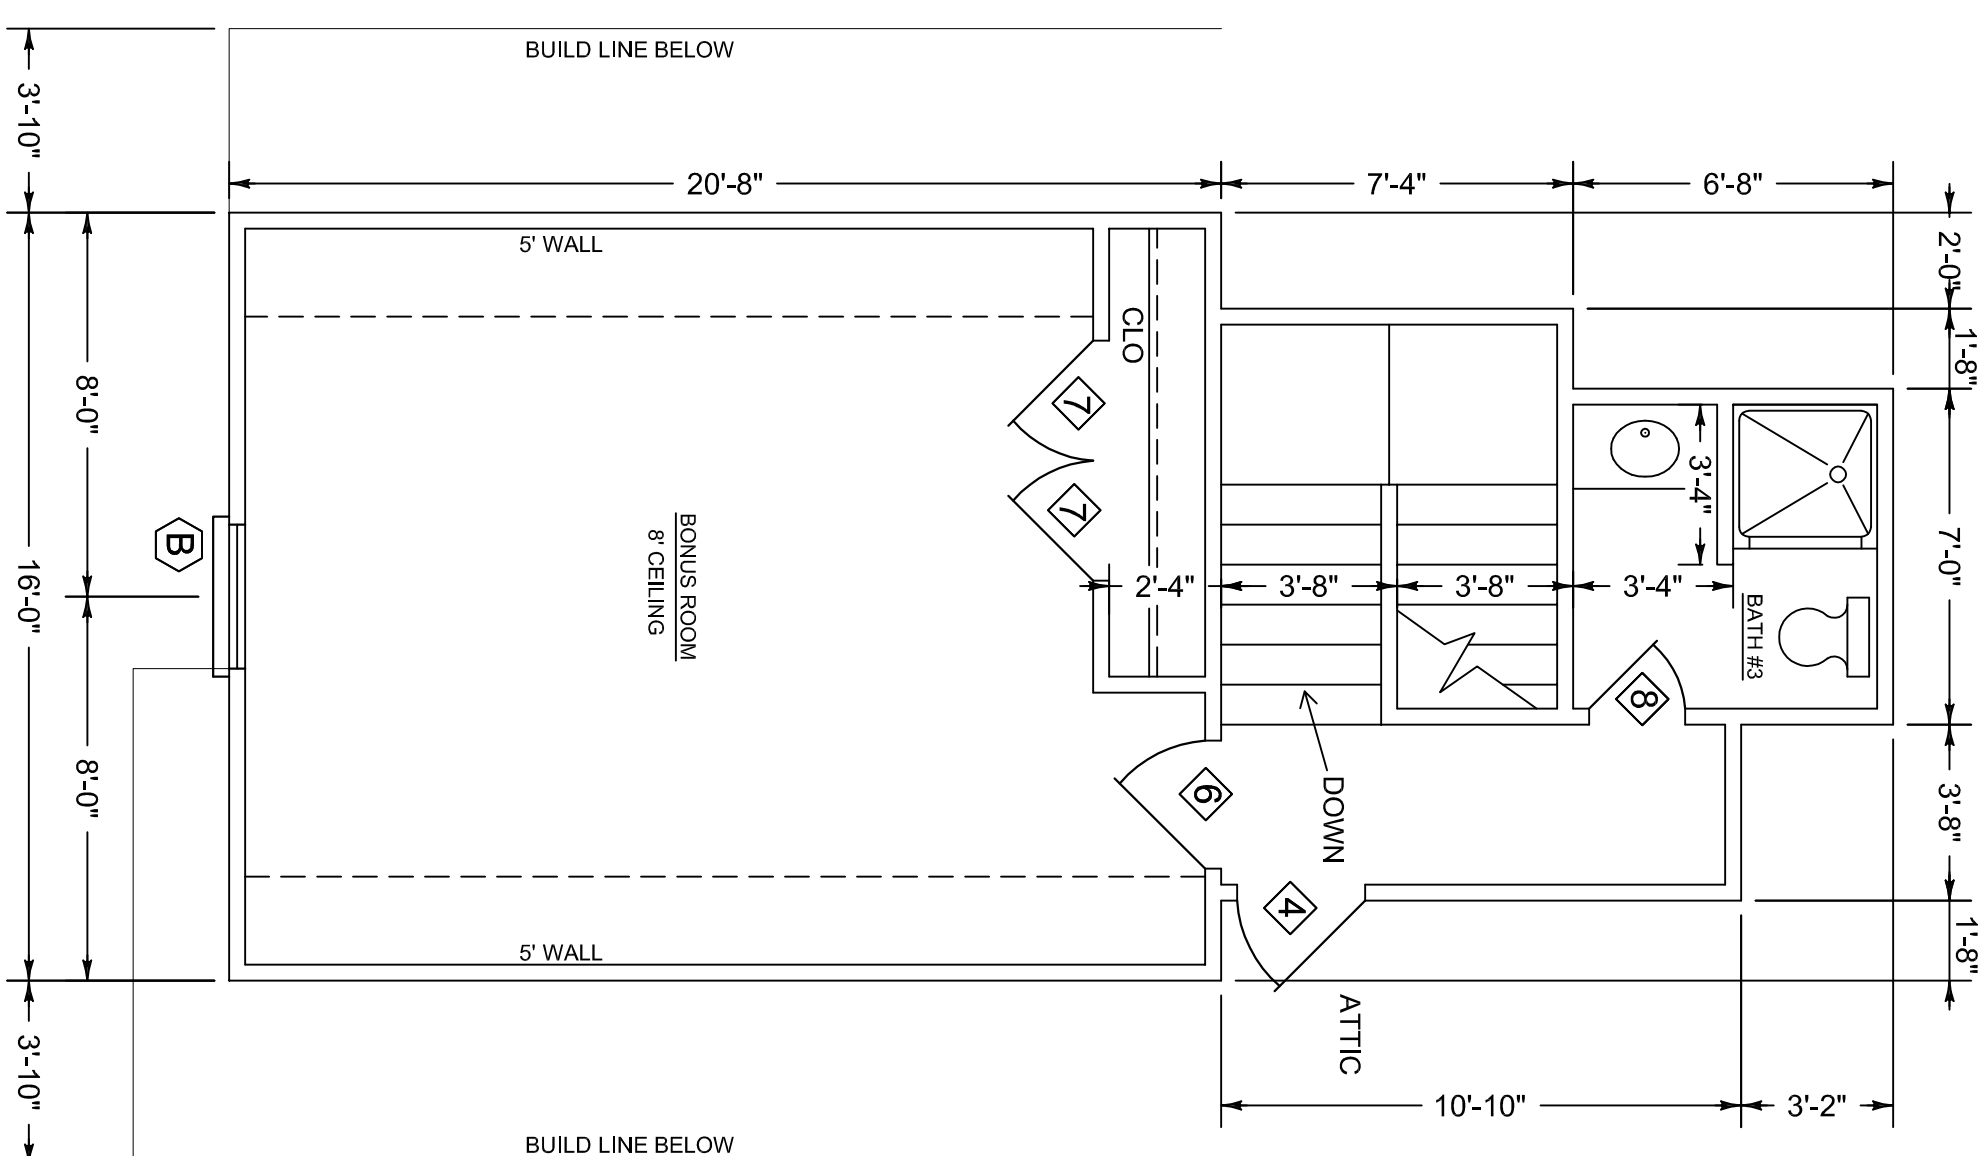 BUILD LINE BELOW
3'-10"
20'-8"
7'-4"
6'-8"
5' WALL
2'-0"
1'-8"
CLO
7
7
8'-0"
3'-4"
B
16'-0"
BONUS ROOM
8' CEILING
2'-4"
3'-8"
3'-8"
3'-4"
7'-0"
BATH #3
8
8'-0"
6
DOWN
3'-8"
4
5' WALL
1'-8"
ATTIC
3'-10"
10'-10"
3'-2"
BUILD LINE BELOW